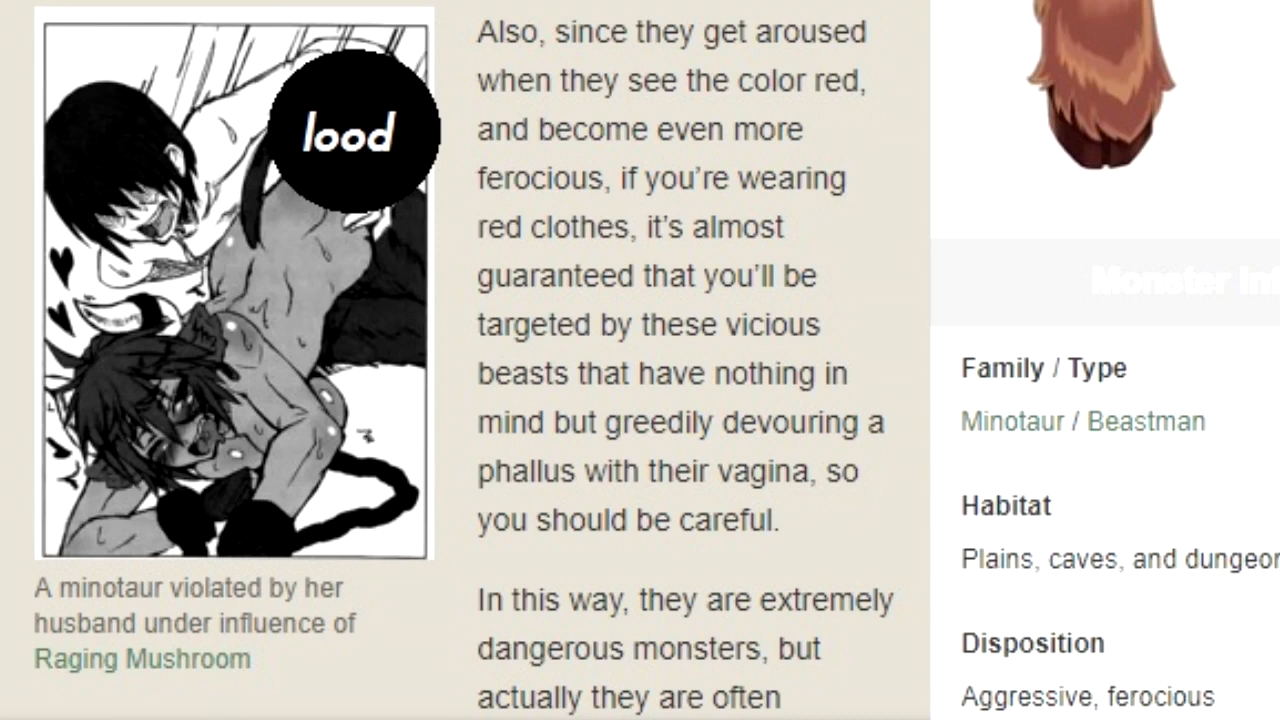 lood
A minotaur violated by her
husband under influence of
Raging Mushroom
Also, since they get aroused
when they see the color red,
and become even more
ferocious, if you’re wearing
red clothes, it’s almost
guaranteed that you’ll be
targeted by these vicious
beasts that have nothing in
mind but greedily devouring a
phallus with their vagina, so
you should be careful.
In this way, they are extremely
dangerous monsters, but
actually they are often
Monster Inf
Family / Type
Minotaur / Beastman
Habitat
Plains, caves, and dungeon
Disposition
Aggressive, ferocious